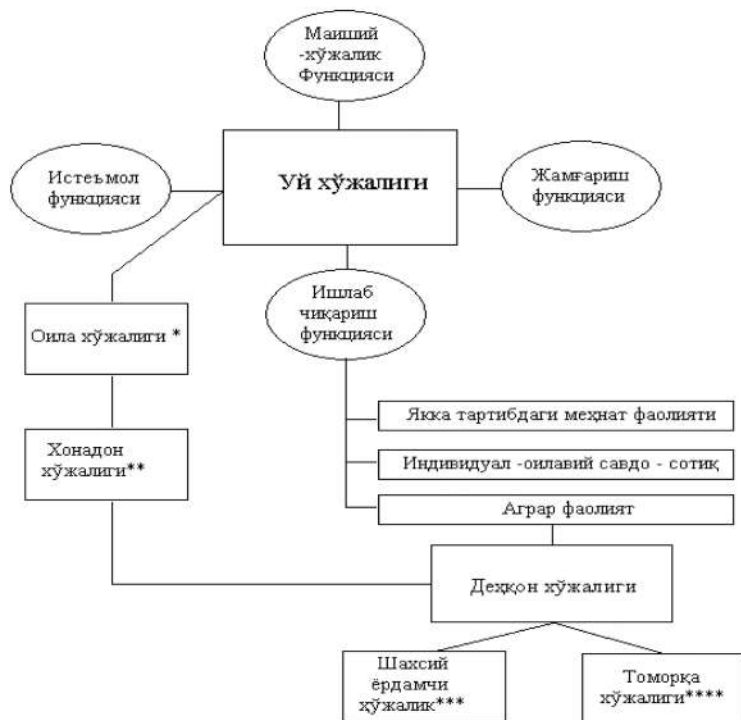 Маиший
-хўжалик
Функцияси
Истеъмол
функцияси
Уй хўжалиги
Жамғариш
функцияси
Ишлаб
чиқариш
функцияси
Оила хўжалиги *
Хонадон
хўжалиги**
Якка тартибдаги меҳнат фаолияти
Индивидуал -оилавий савдо - сотиқ
Аграр фаолият
Деҳқон хўжалиги
Шахсий
ёрдамчи
ҳўжалик***
Томорқа
хўжалиги****